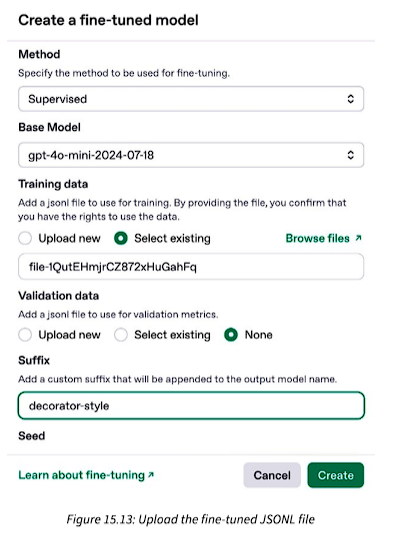 Create a fine-tuned model
Method
Specify the method to be used for fine-tuning.
Supervised
Base Model
gpt-4o-mini-2024-07-18
Training data
Add a jsonl file to use for training. By providing the file, you confirm that
you have the rights to use the data.
Upload new Select existing Browse files ↗
file-1QutEHmjrCZ872xHuGahFq
Validation data
Add a jsonl file to use for validation metrics.
Upload new Select existing None
Suffix
Add a custom suffix that will be appended to the output model name.
decorator-style
Seed
Learn about fine-tuning ↗ Cancel Create
Figure 15.13: Upload the fine-tuned JSONL file